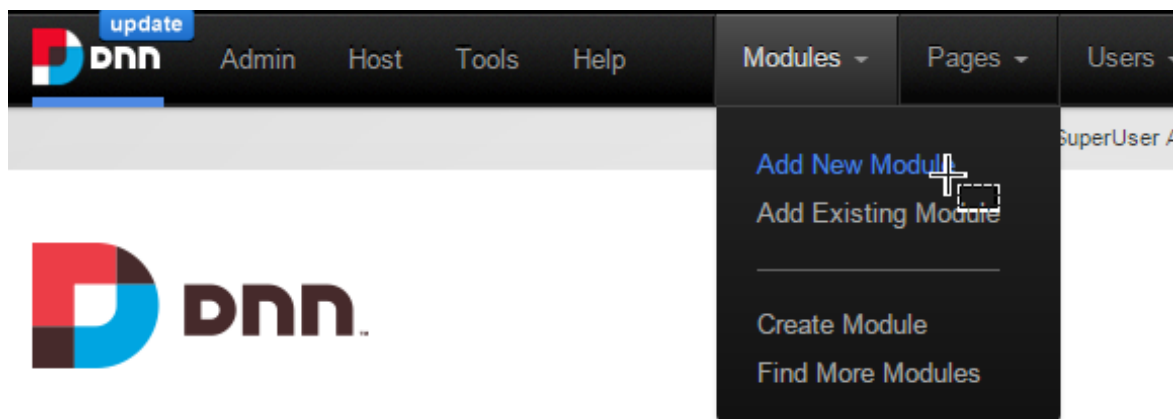 update
DNN Admin Host Tools Help Modules Pages Users
SuperUser A
Add New Module
Add Existing Module
DNN
Create Module
Find More Modules